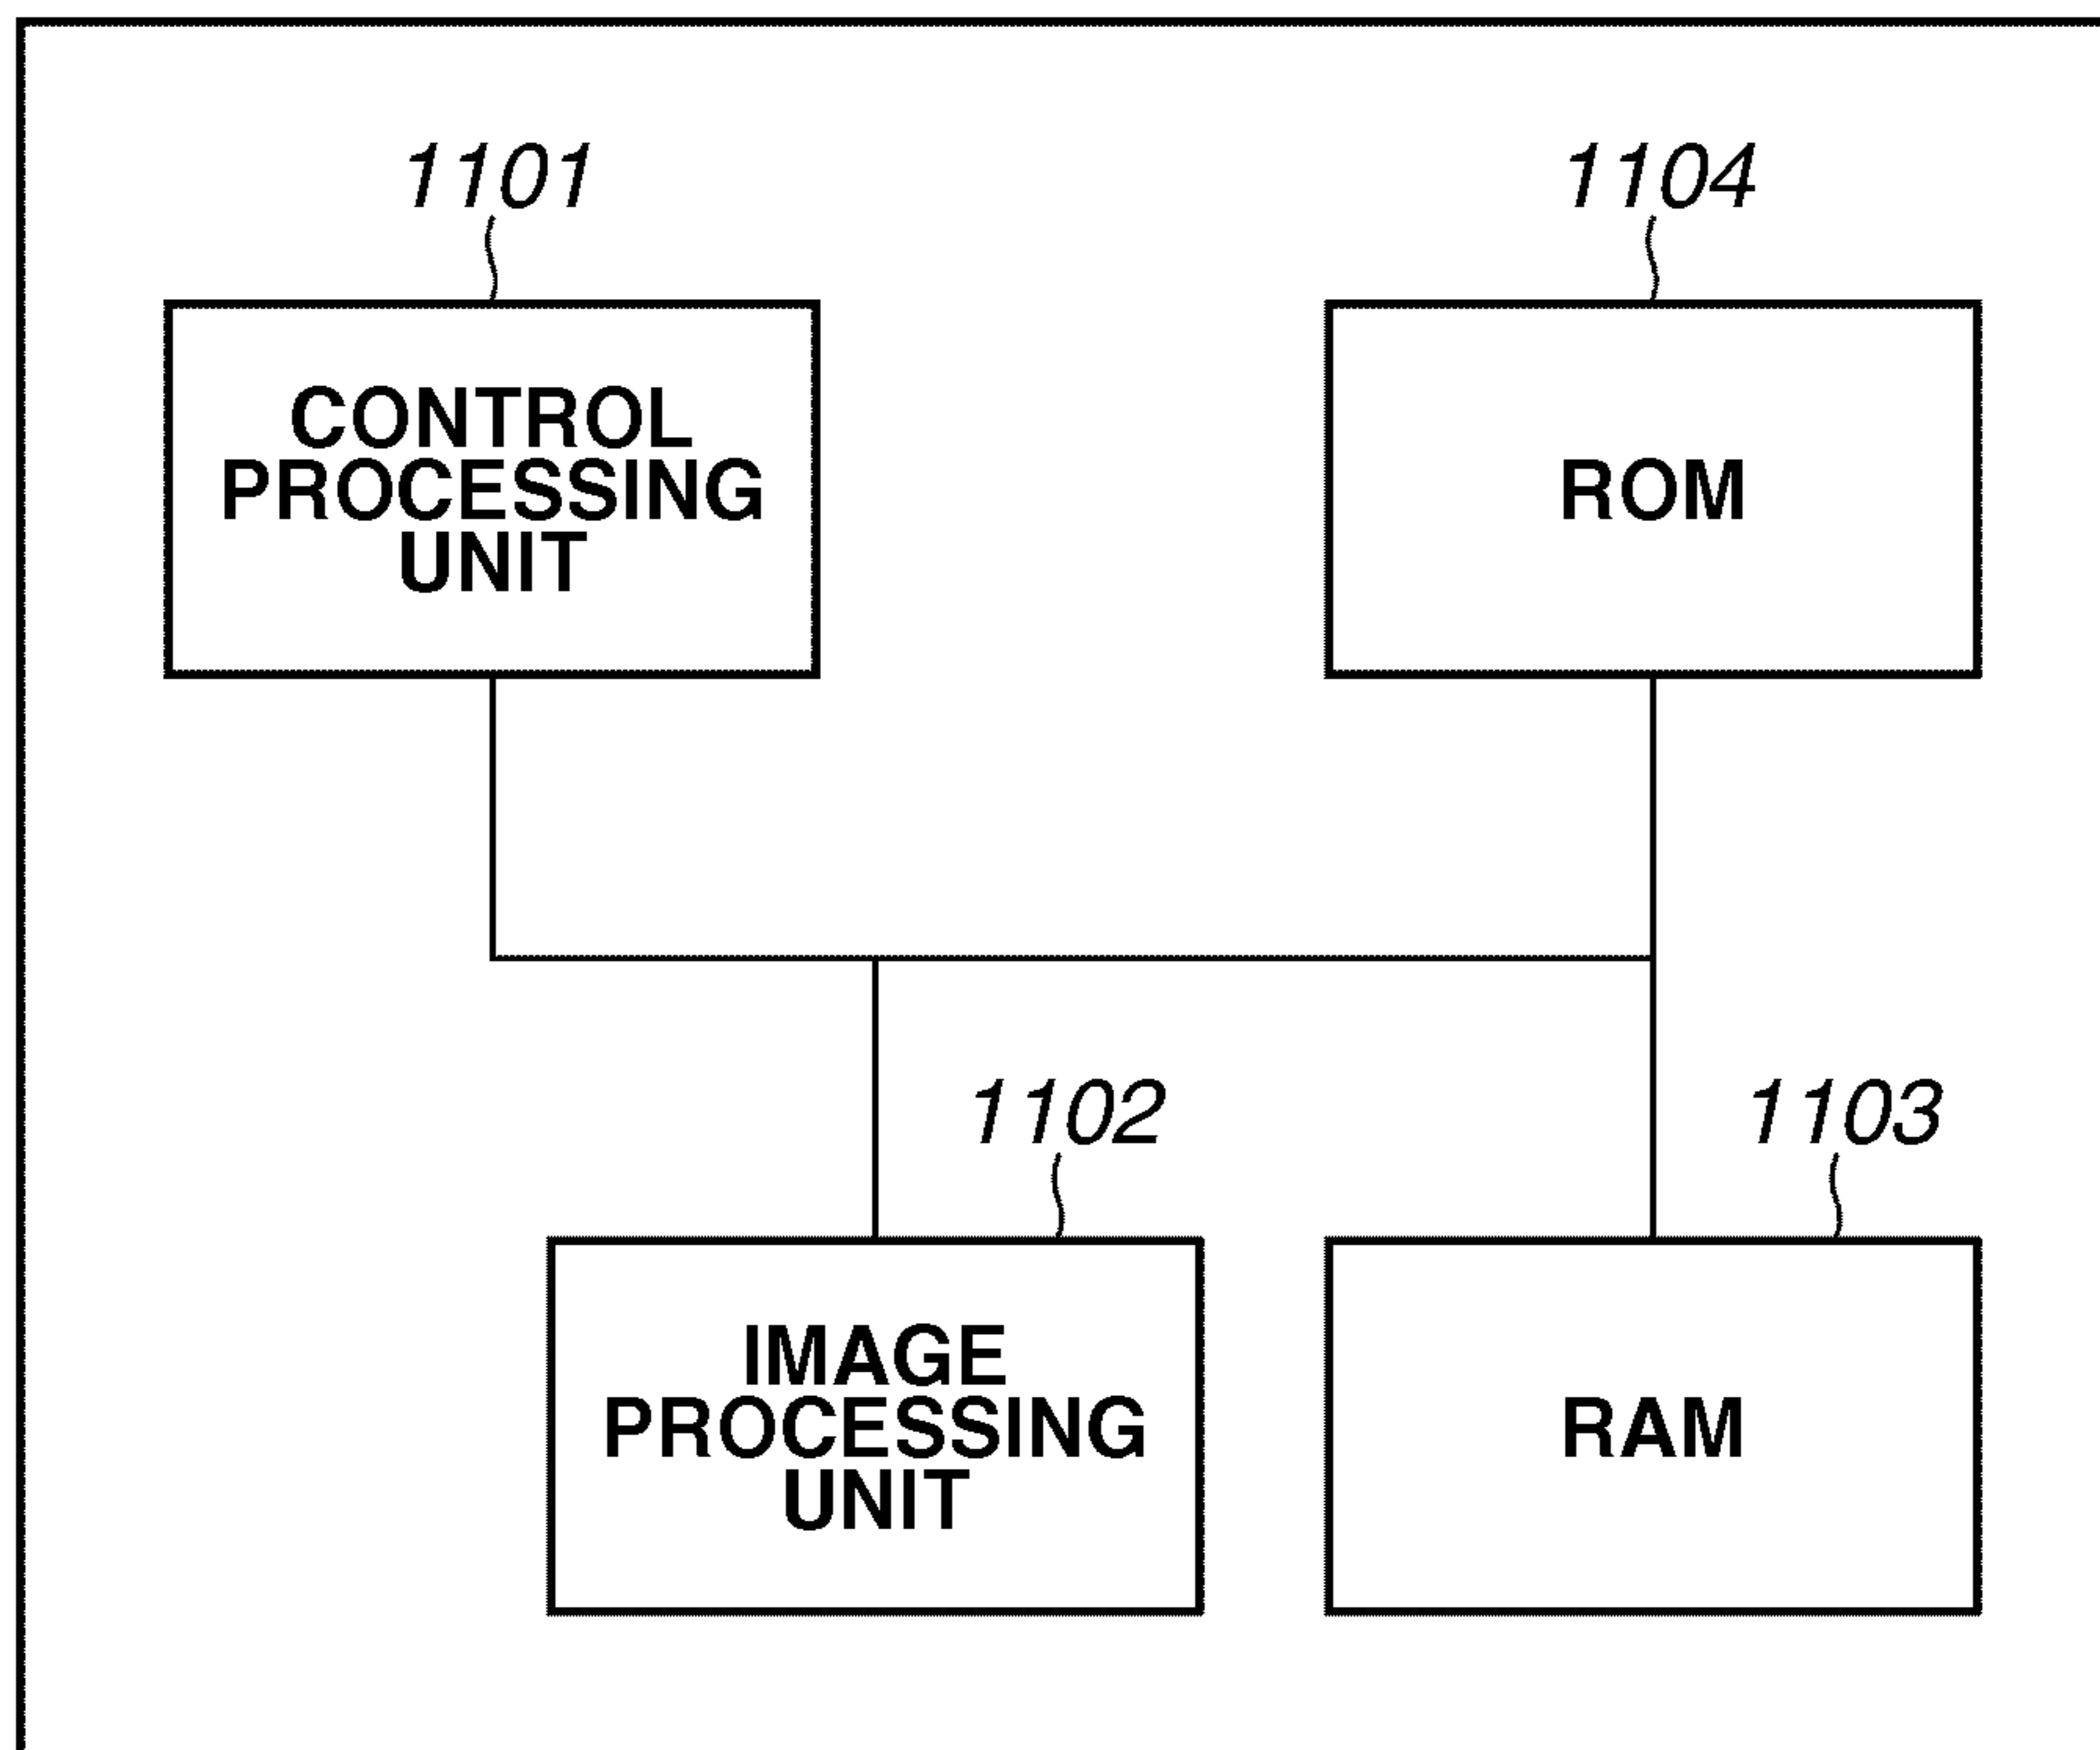 1101
CONTROL
PROCESSING
UNIT
1104
ROM
1102
IMAGE
PROCESSING
UNIT
1103
RAM